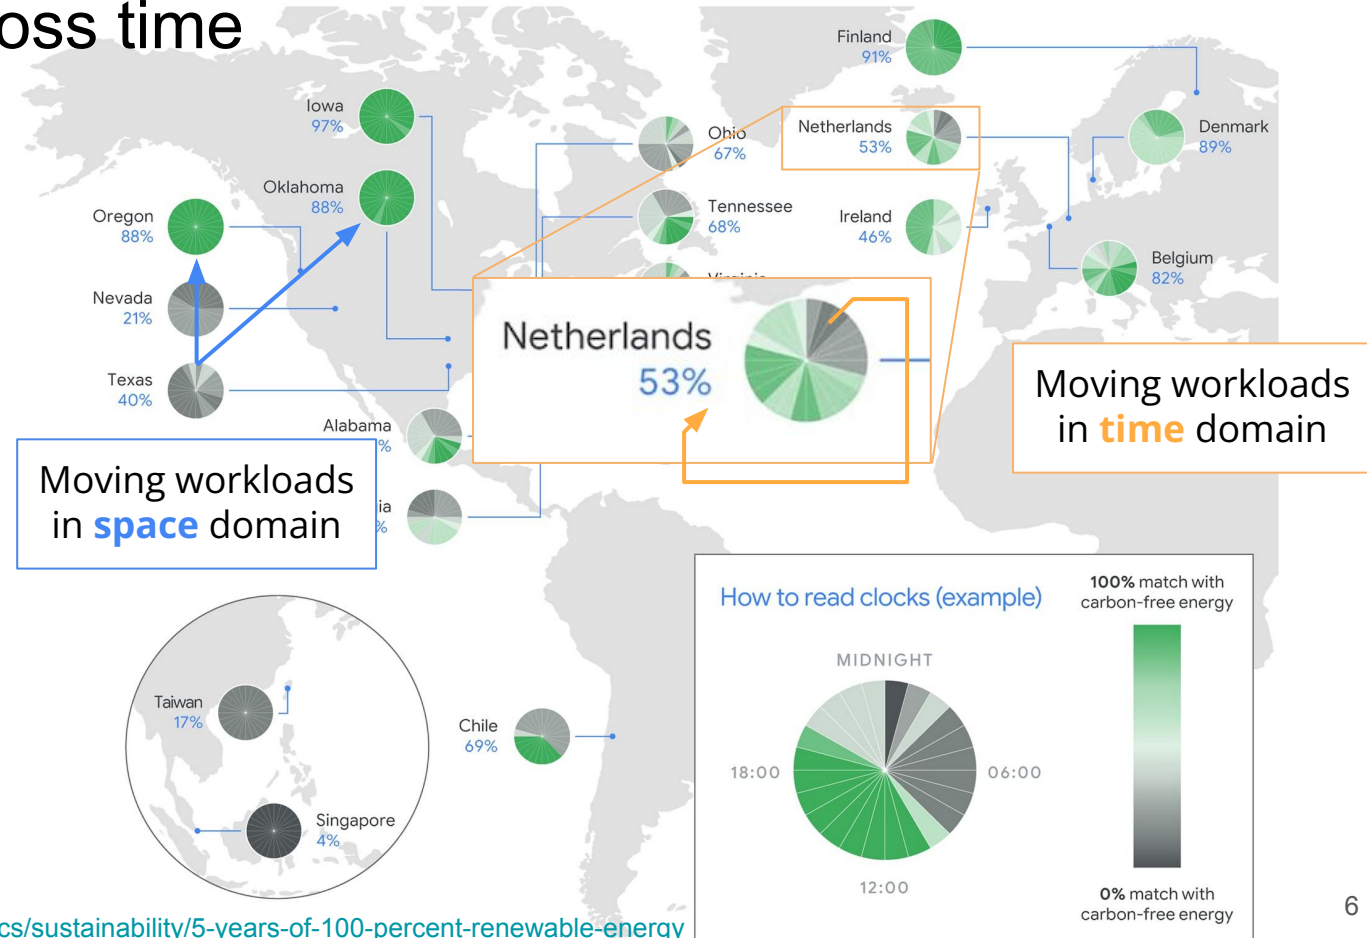 oss time
Finland
91%
Iowa
97%
Ohio
67%
Netherlands
53%
Denmark
89%
Oklahoma
88%
Oregon
88%
Tennessee
68%
Ireland
46%
Belgium
82%
Nevada
21%
Netherlands
53%
Texas
40%
Moving workloads
in time domain
Alabama
%
Moving workloads
in space domain
ia
%
How to read clocks (example)
100% match with
carbon-free energy
MIDNIGHT
18:00
06:00
12:00
0% match with
carbon-free energy
Taiwan
17%
Chile
69%
Singapore
4%
cs/sustainability/5-years-of-100-percent-renewable-energy
6